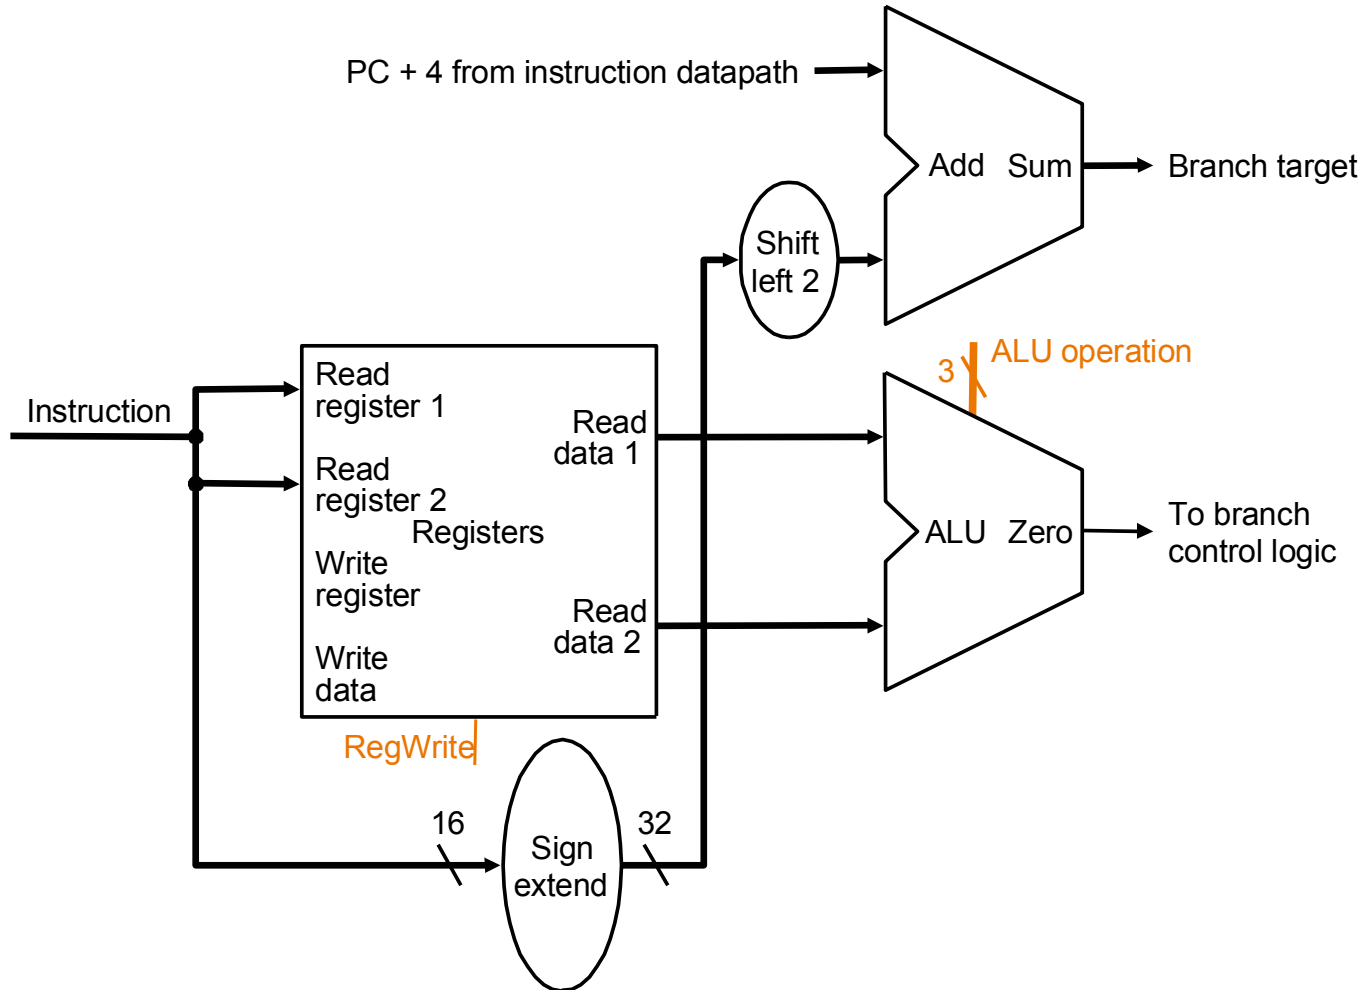 PC + 4 from instruction datapath
Add Sum
Branch target
Shift
left 2
ALU operation
3
Instruction
Read
register 1
Read
data 1
Read
register 2
Registers
ALU Zero
To branch
control logic
Write
register
Read
data 2
Write
data
RegWrite
16
Sign
extend
32